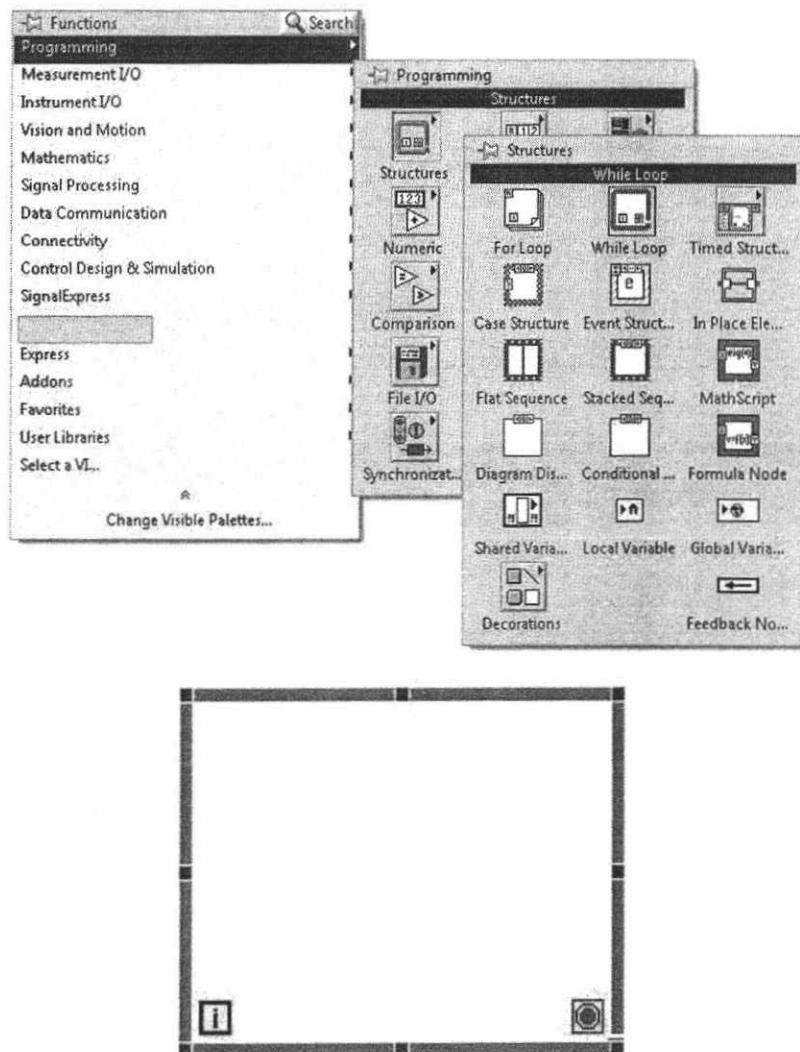 Functions
Search
Programming
Measurement I/O
Instrument I/O
Vision and Motion
Mathematics
Signal Processing
Data Communication
Connectivity
Control Design & Simulation
SignalExpress
Express
Addons
Favorites
User Libraries
Select a VI...
Change Visible Palettes...
Programming
Structures
Structures
Numeric
Comparison
File I/O
Synchronizat...
Structures
While Loop
For Loop
While Loop
Timed Struct...
Case Structure
Event Struct...
In Place Ele...
Flat Sequence
Stacked Seq...
MathScript
Diagram Dis...
Conditional ...
Formula Node
Shared Varia...
Local Variable
Global Varia...
Decorations
Feedback No...
i